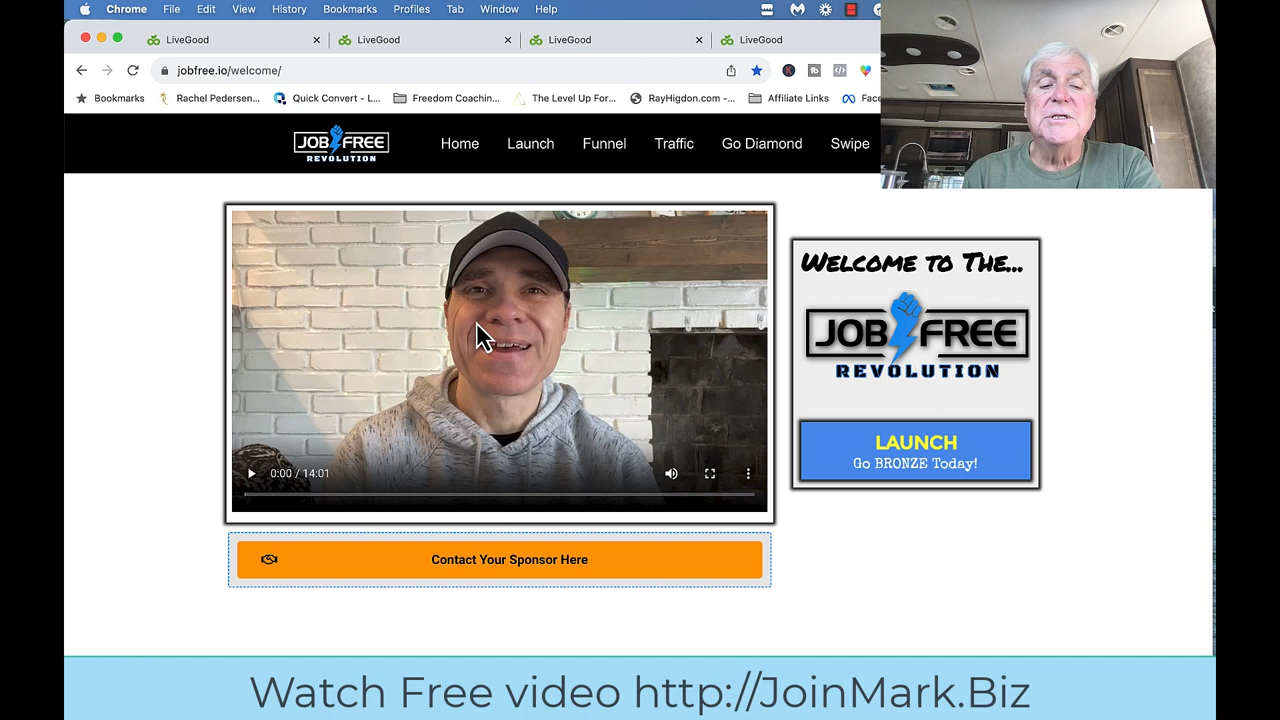 Chrome File Edit View History Bookmarks Profiles Tab Window Help
LiveGood LiveGood LiveGood LiveGood
jobfree.io/welcome/
Bookmarks Rachel Pedersen... Quick Convert - L... Freedom Coachin... The Level Up For... RayHigdon.com -... Affiliate Links Face
JOB FREE
REVOLUTION
Home Launch Funnel Traffic Go Diamond Swipe
WELCOME TO THE...
JOB FREE
REVOLUTION
LAUNCH
Go BRONZE Today!
0:00 / 14:01
Contact Your Sponsor Here
Watch Free video http://JoinMark.Biz